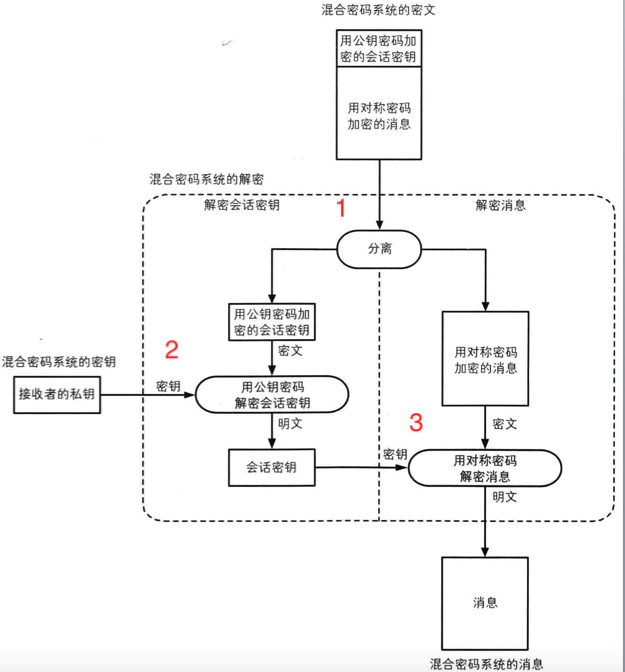 混合密码系统的密文
用公钥密码加
密的会话密钥
用对称密码
加密的消息
混合密码系统的解密
解密会话密钥
1
解密消息
分离
用公钥密码加
密的会话密钥
2
密文
用对称密码
加密的消息
混合密码系统的密钥
接收者的私钥
密钥
用公钥密码
解密会话密钥
3
密文
明文
会话密钥
密钥
用对称密码
解密消息
明文
消息
混合密码系统的消息